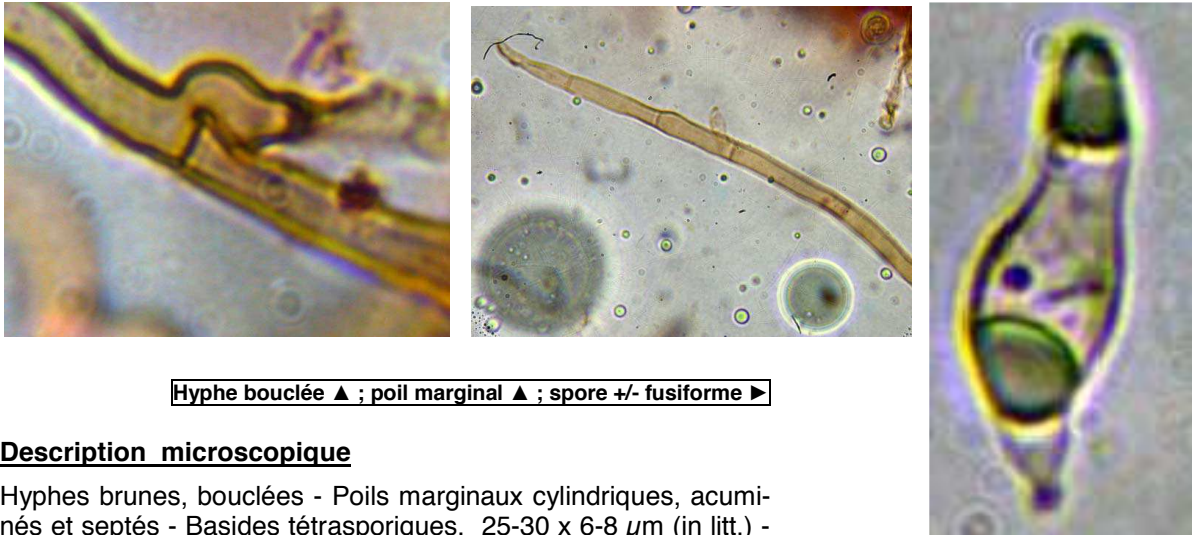 Hyphe bouclée ▲ ; poil marginal ▲ ; spore +/- fusiforme ►
Description microscopique
Hyphes brunes, bouclées - Poils marginaux cylindriques, acumi-
nés et septés - Basides tétrasporiques, 25-30 x 6-8 µm (in litt.) -